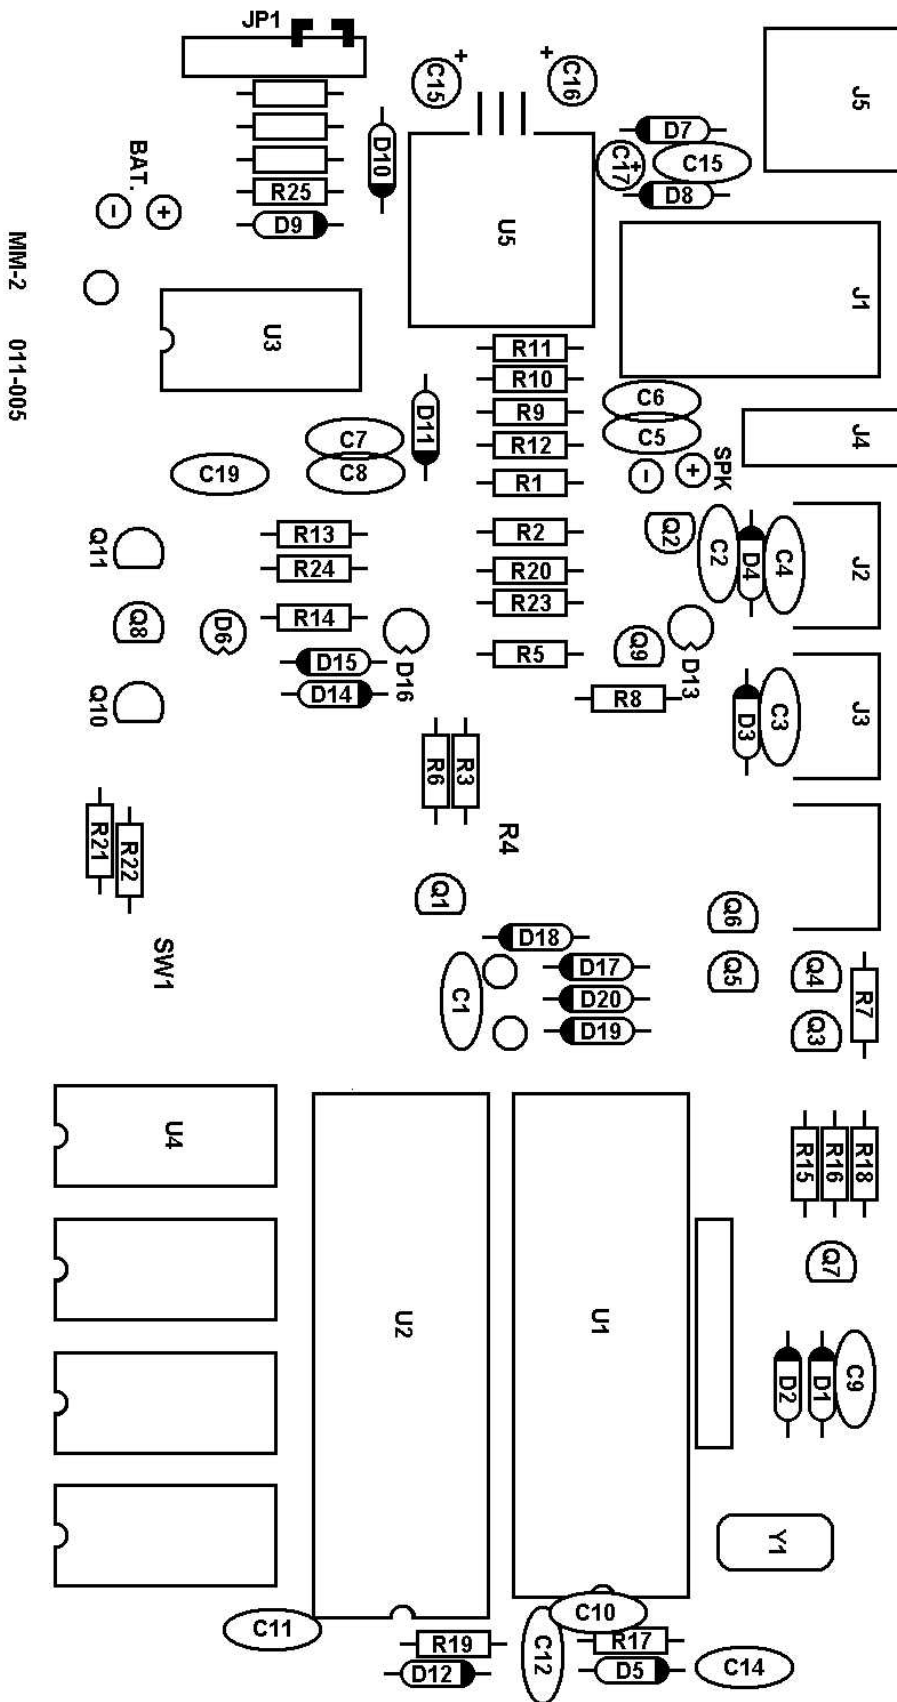 JP1
+
C15
+
C16
J5
D7
C17
+
C15
D8
D10
BAT.
R25
-
+
D9
U5
MM-2 011-005
J1
U3
R11
R10
C6
R9
D11
C7
C5
J4
R12
C19
C8
SPK
-
+
R1
Q11
R13
R2
Q2
C2
D4
C4
J2
R24
R20
R23
Q8
D6
R14
D16
Q9
D13
D15
R5
D14
R8
Q10
D3
C3
J3
R6
R3
R4
R21
R22
Q1
Q6
SW1
D18
C1
D17
Q5
Q4
R7
D20
D19
Q3
U4
R15
R16
R18
Q7
U2
U1
D2
D1
C9
Y1
C11
C10
R19
C12
R17
D12
D5
C14